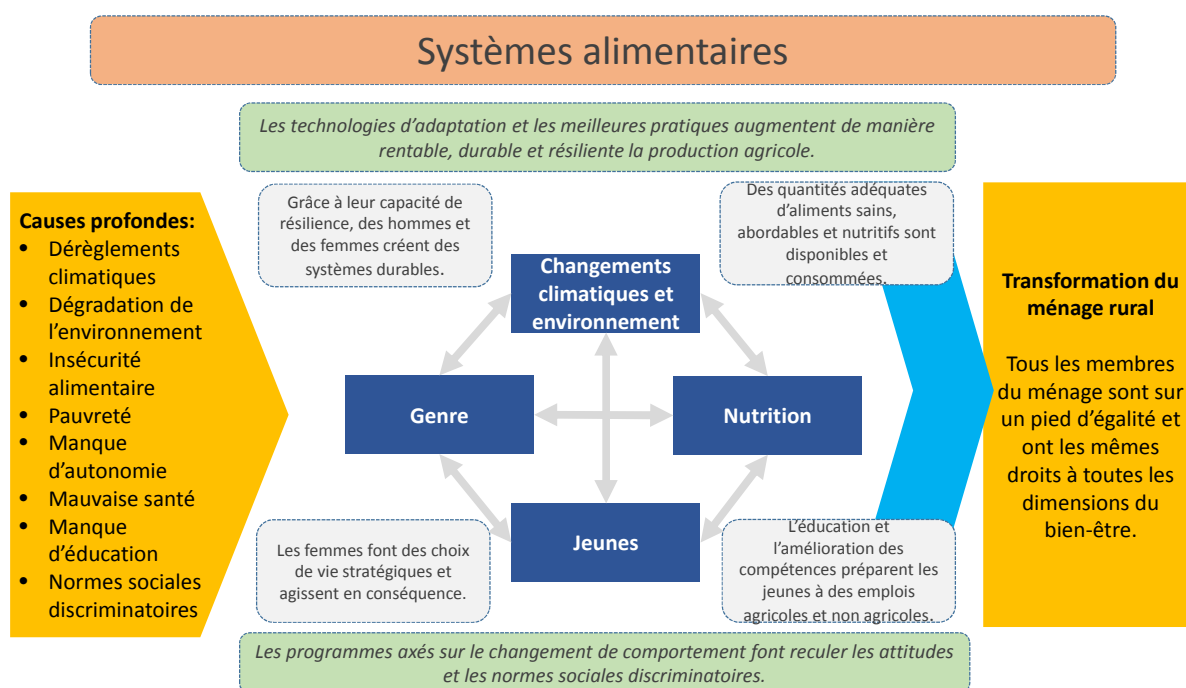 Systèmes alimentaires
Les technologies d’adaptation et les meilleures pratiques augmentent de manière
rentable, durable et résiliente la production agricole.
Causes profondes:
• Dérèglements
climatiques
• Dégradation de
l’environnement
• Insécurité
alimentaire
• Pauvreté
• Manque
d’autonomie
• Mauvaise santé
• Manque
d’éducation
• Normes sociales
discriminatoires
Grâce à leur capacité de
résilience, des hommes et
des femmes créent des
systèmes durables.
Des quantités adéquates
d’aliments sains,
abordables et nutritifs sont
disponibles et
consommées.
Changements
climatiques et
environnement
Genre
Nutrition
Jeunes
Les femmes font des choix
de vie stratégiques et
agissent en conséquence.
L’éducation et
l’amélioration des
compétences préparent les
jeunes à des emplois
agricoles et non agricoles.
Transformation du
ménage rural
Tous les membres
du ménage sont sur
un pied d’égalité et
ont les mêmes
droits à toutes les
dimensions du
bien-être.
Les programmes axés sur le changement de comportement font reculer les attitudes
et les normes sociales discriminatoires.